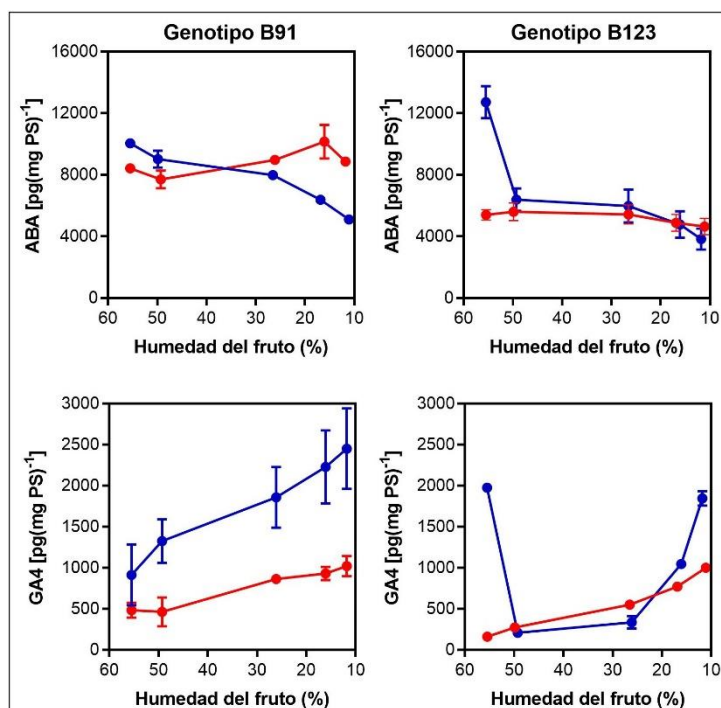 Genotipo B91
Genotipo B123
ABA [pg(mg PS)⁻¹]
16000
12000
8000
4000
0
60 50 40 30 20 10
Humedad del fruto (%)
ABA [pg(mg PS)⁻¹]
16000
12000
8000
4000
0
60 50 40 30 20 10
Humedad del fruto (%)
GA4 [pg(mg PS)⁻¹]
3000
2500
2000
1500
1000
500
0
60 50 40 30 20 10
Humedad del fruto (%)
GA4 [pg(mg PS)⁻¹]
3000
2500
2000
1500
1000
500
0
60 50 40 30 20 10
Humedad del fruto (%)